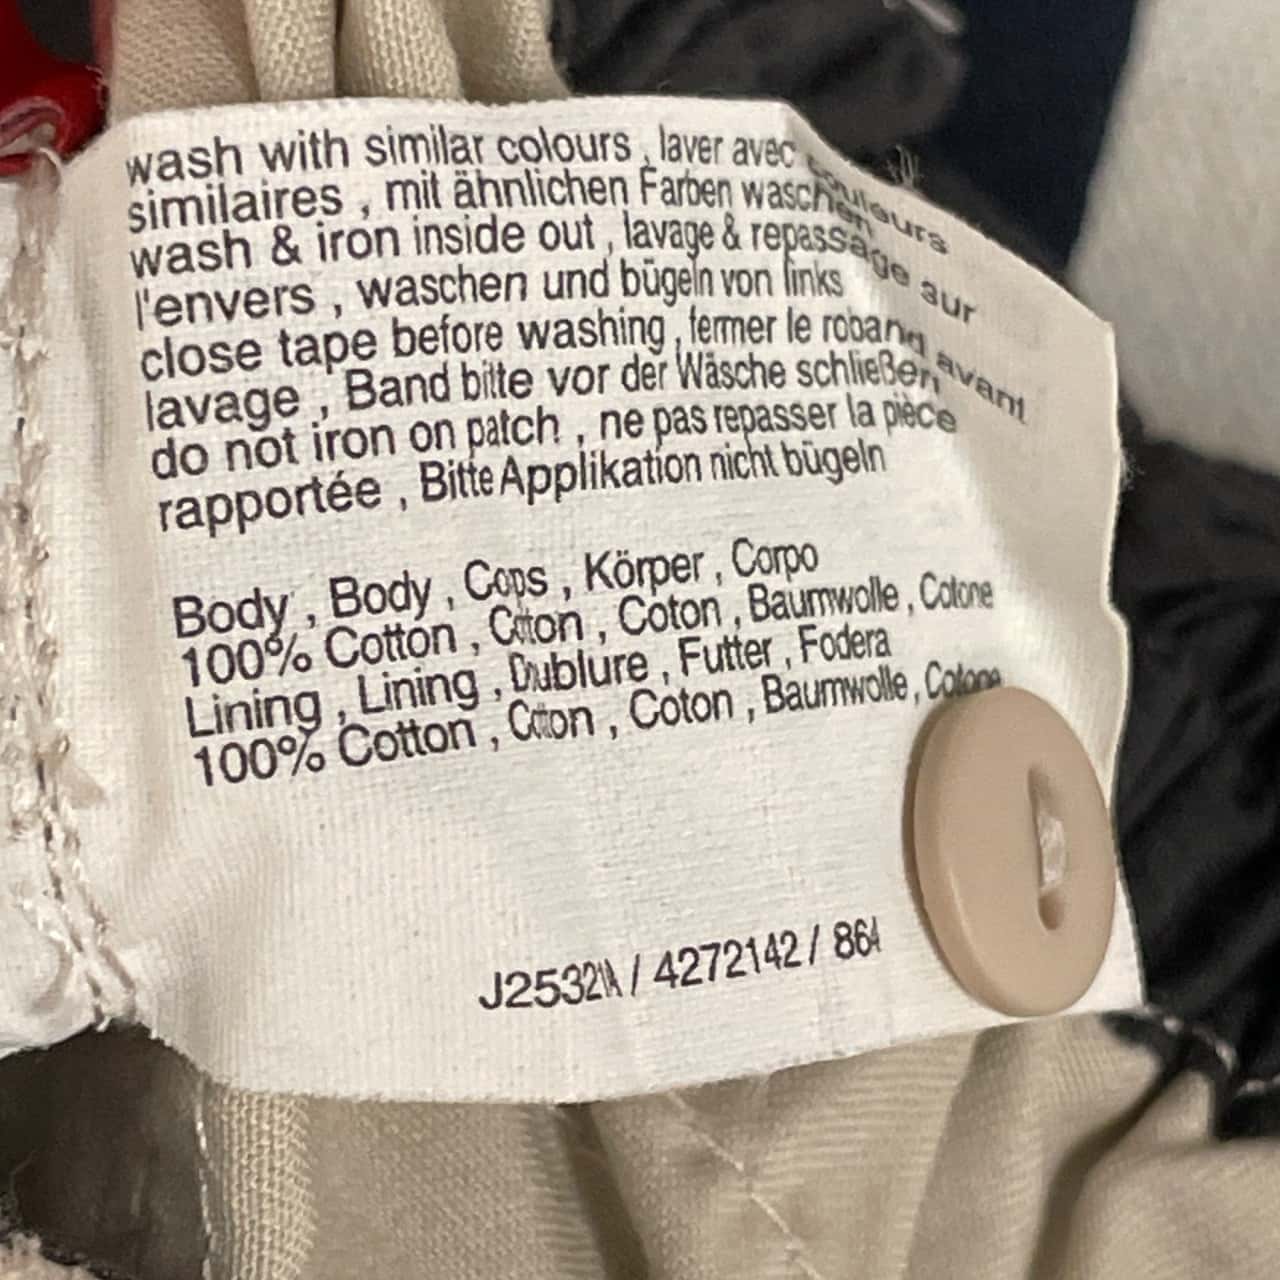 wash with similar colours , laver avec couleurs
similaires , mit ähnlichen Farben waschen
wash & iron inside out , lavage & repassage sur
l'envers , waschen und bügeln von links
close tape before washing , fermer le roband avant
lavage , Band bitte vor der Wäsche schließen
do not iron on patch , ne pas repasser la pièce
rapportée , Bitte Applikation nicht bügeln
Body , Body , Corps , Körper , Corpo
100% Cotton , Cotton , Coton , Baumwolle , Cotone
Lining , Lining , Dublure , Futter , Fodera
100% Cotton , Cotton , Coton , Baumwolle , Cotone
/ 4272142 / 864